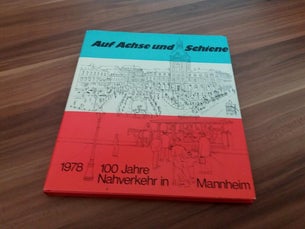 Auf Achse und Schiene
1978 100 Jahre
Nahverkehr in Mannheim